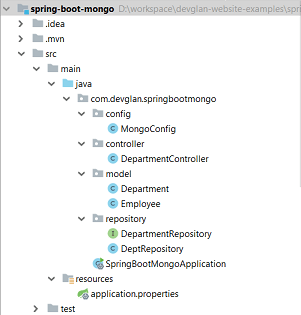 spring-boot-mongo D:\workspace\devglan-website-examples\spr
.idea
.mvn
src
main
java
com.devglan.springbootmongo
config
MongoConfig
controller
DepartmentController
model
Department
Employee
repository
DepartmentRepository
DeptRepository
SpringBootMongoApplication
resources
application.properties
test